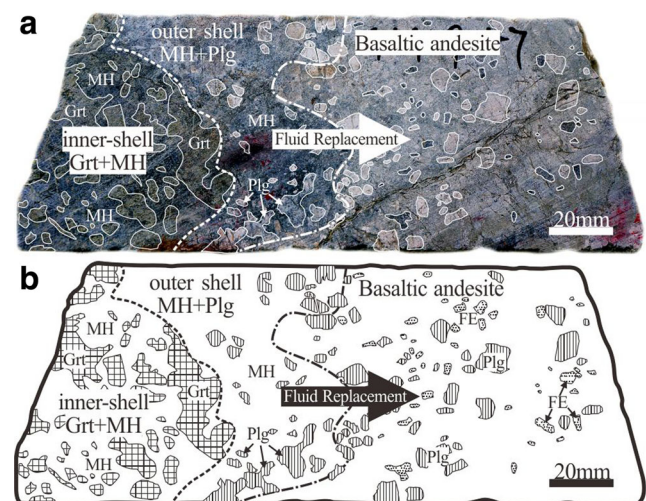 a
outer shell
MH+Plg
Basaltic andesite
MH
Grt
inner-shell
Grt+MH
Grt
MH
Fluid Replacement
Plg
MH
20mm
b
outer shell
MH+Plg
Basaltic andesite
FE
MH
Grt
Plg
MH
Grt
Fluid Replacement
inner-shell
Grt+MH
FE
Plg
MH
Plg
20mm